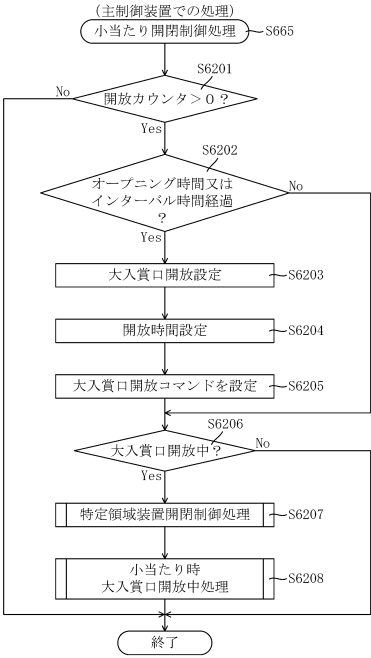 (主制御装置での処理)
小当たり開閉制御処理
S665
S6201
開放カウンタ>0?
No
Yes
S6202
オープニング時間又は
インターバル時間経過
?
No
Yes
大入賞口開放設定
S6203
開放時間設定
S6204
大入賞口開放コマンドを設定
S6205
S6206
大入賞口開放中?
No
Yes
特定領域装置開閉制御処理
S6207
小当たり時
大入賞口開放中処理
S6208
終了